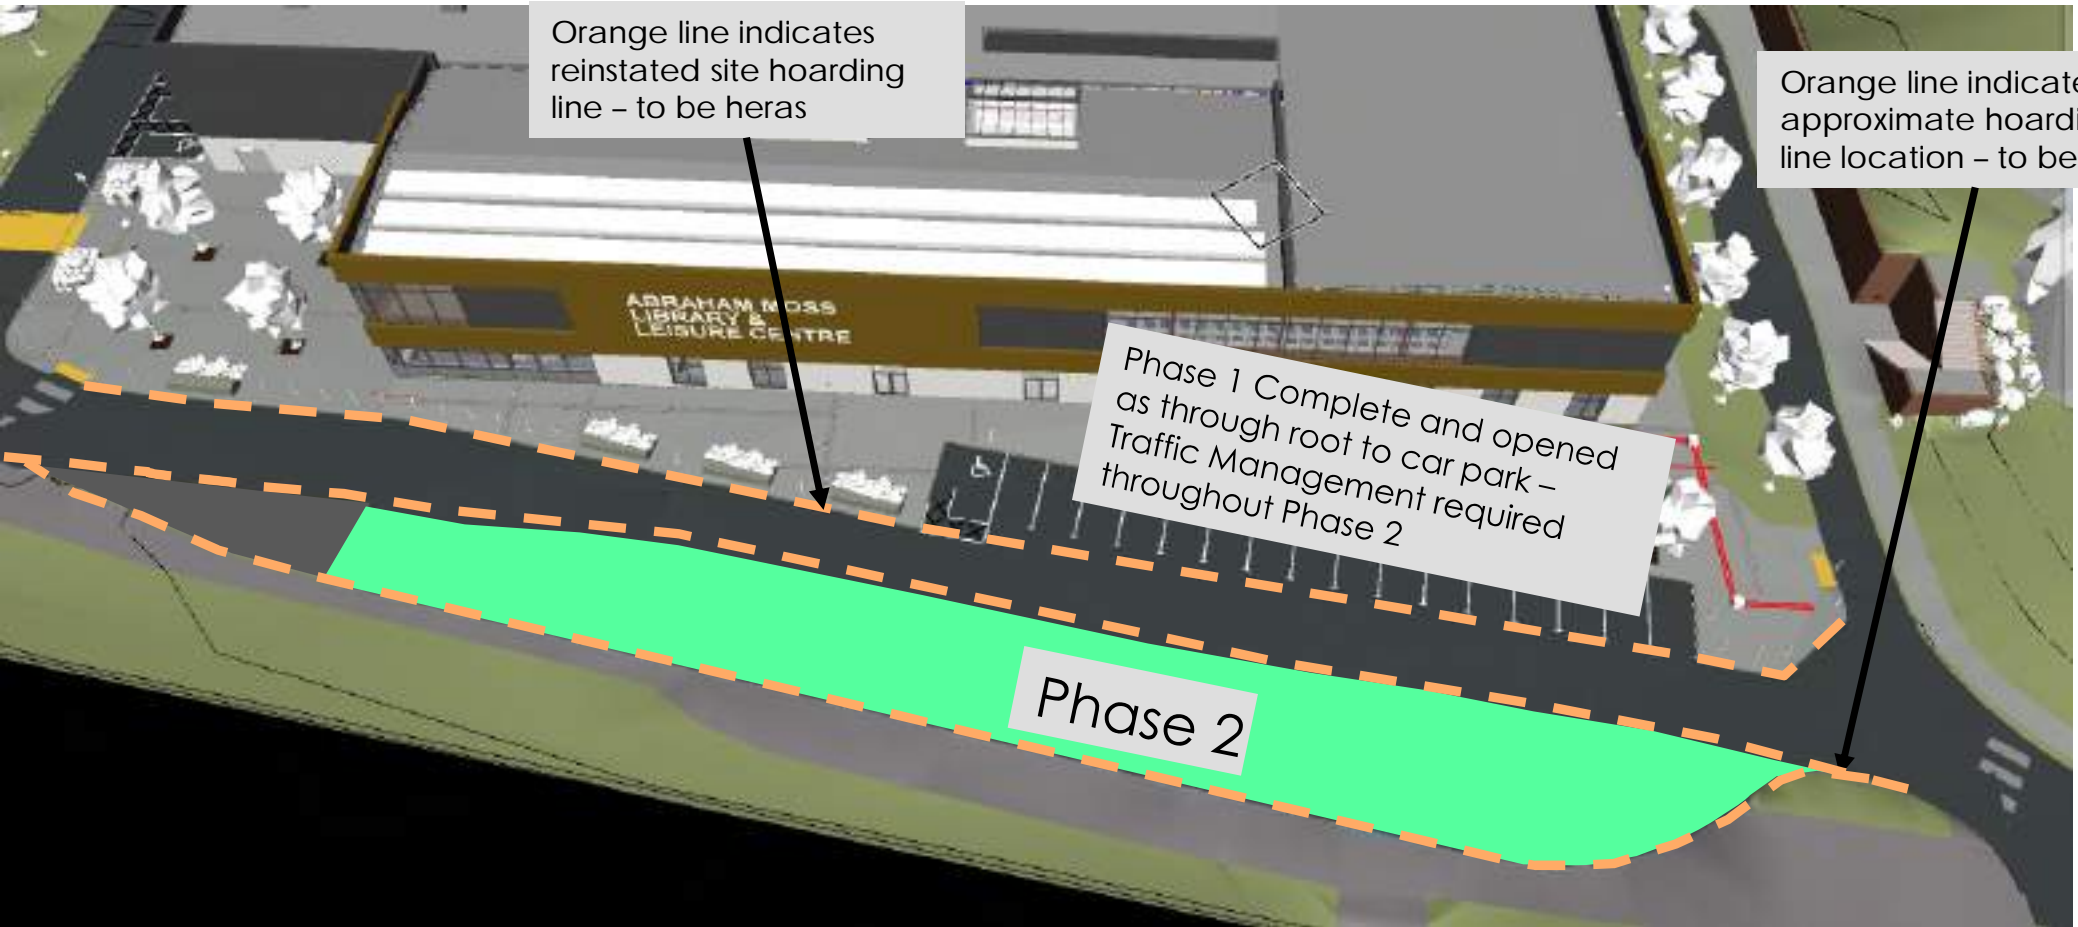 Orange line indicates
reinstated site hoarding
line – to be heras
Orange line indicate
approximate hoardi
line location – to be
ABRAHAM MOSS
LIBRARY &
LEISURE CENTRE
Phase 1 Complete and opened
as through root to car park –
Traffic Management required
throughout Phase 2
Phase 2